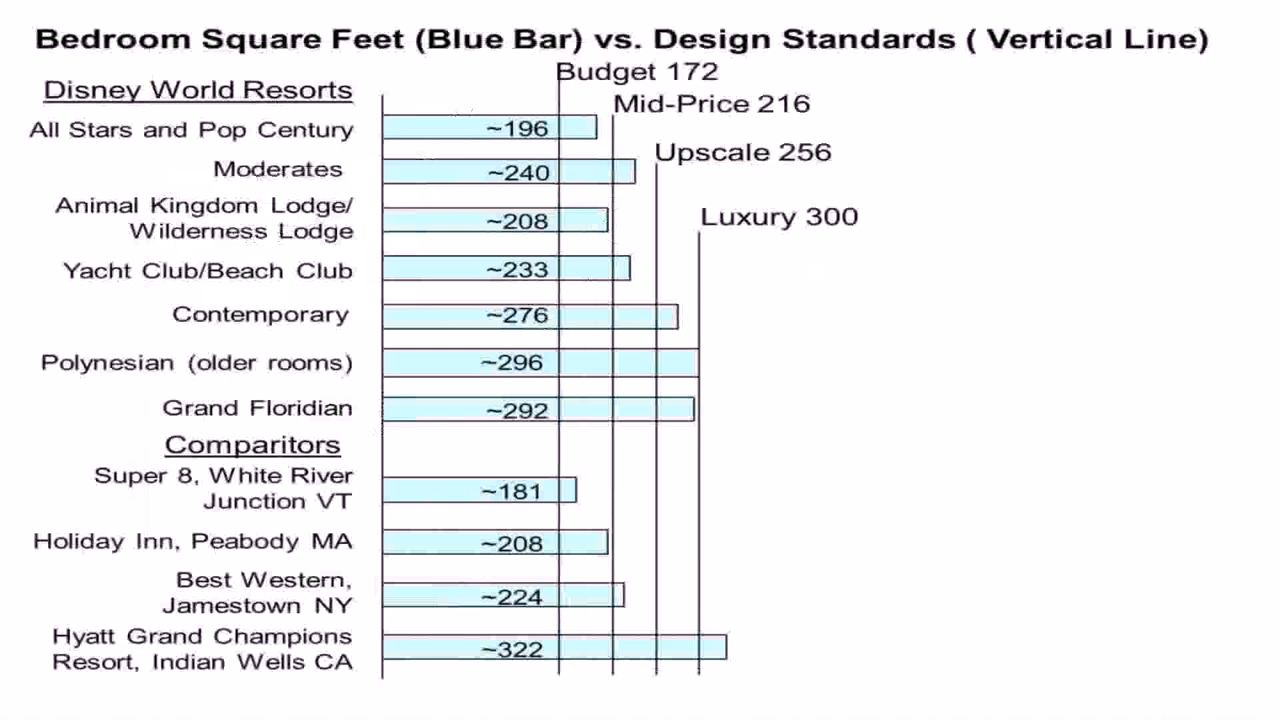 Bedroom Square Feet (Blue Bar) vs. Design Standards ( Vertical Line)
Budget 172
Disney World Resorts
Mid-Price 216
All Stars and Pop Century
~196
Upscale 256
Moderates
~240
Animal Kingdom Lodge/
Wilderness Lodge
~208
Luxury 300
Yacht Club/Beach Club
~233
Contemporary
~276
Polynesian (older rooms)
~296
Grand Floridian
~292
Comparitors
Super 8, White River
Junction VT
~181
Holiday Inn, Peabody MA
~208
Best Western,
Jamestown NY
~224
Hyatt Grand Champions
Resort, Indian Wells CA
~322